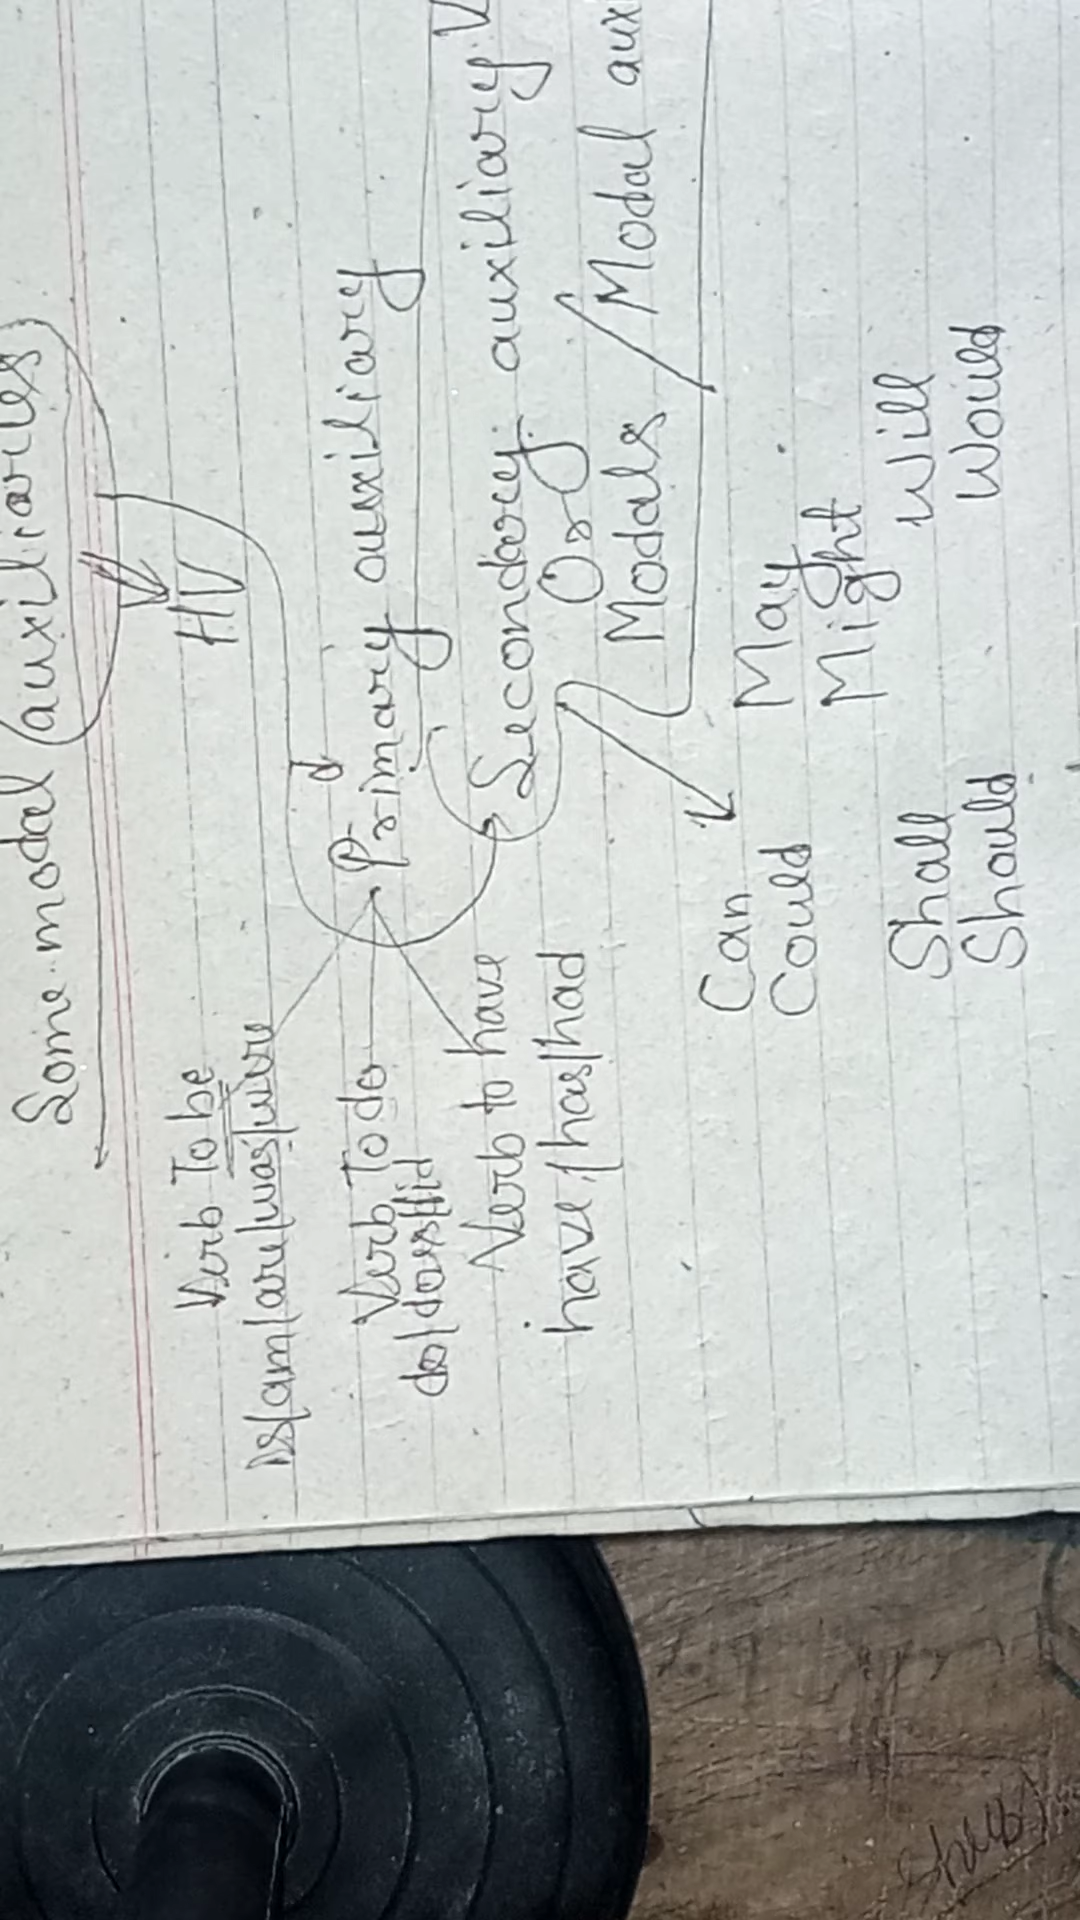 Some modal (auxiliaries)
HV
Verb To be
is/am/are/was/were
Primary auxiliary
Verb To do
do/does/did
Secondary auxiliary V
Verb to have
have/has/had
Or
Modals / Modal aux
Can May
Could Might
Shall Will
Should Would